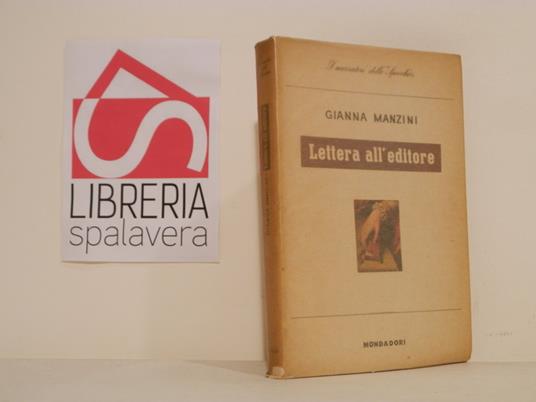 LIBRERIA
spalavera
I narratori dello "Specchio"
GIANNA MANZINI
Lettera all'editore
MONDADORI